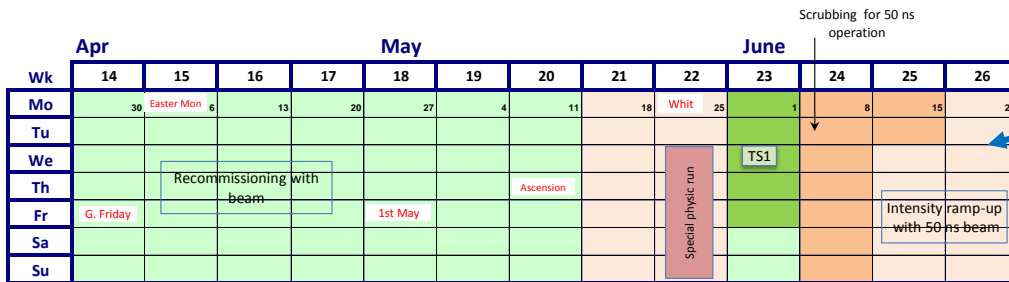 Scrubbing for 50 ns
operation
Apr May June
Wk 14 15 16 17 18 19 20 21 22 23 24 25 26
Mo 30 Easter Mon 6 13 20 27 4 11 18 Whit 25 1 8 15 2
Tu
We TS1
Recommissioning with
beam
Th Ascension
Fr G. Friday 1st May
Special physic run
Intensity ramp-up
with 50 ns beam
Sa
Su